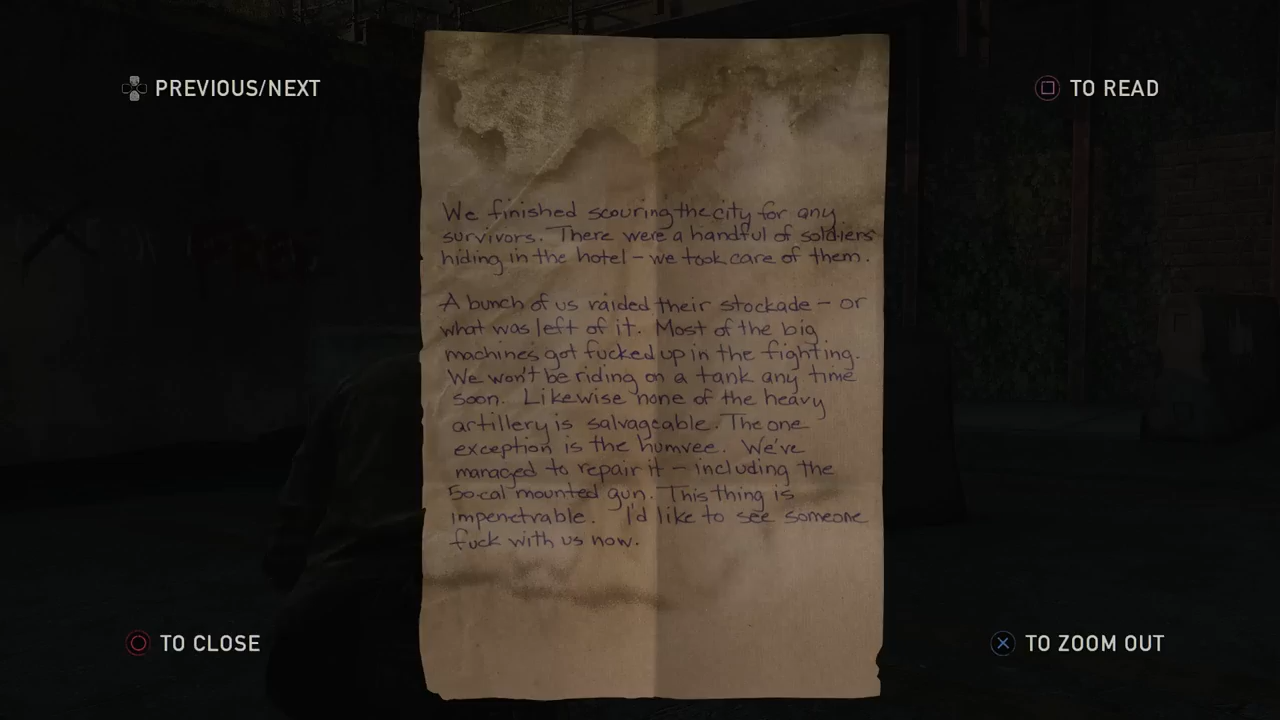 PREVIOUS/NEXT
TO READ
We finished scouring the city for any
survivors. There were a handful of soldiers
hiding in the hotel – we took care of them.
A bunch of us raided their stockade – or
what was left of it. Most of the big
machines got fucked up in the fighting.
We won't be riding on a tank any time
soon. Likewise none of the heavy
artillery is salvageable. The one
exception is the humvee. We've
managed to repair it – including the
50-cal mounted gun. This thing is
impenetrable. I'd like to see someone
fuck with us now.
TO CLOSE
TO ZOOM OUT